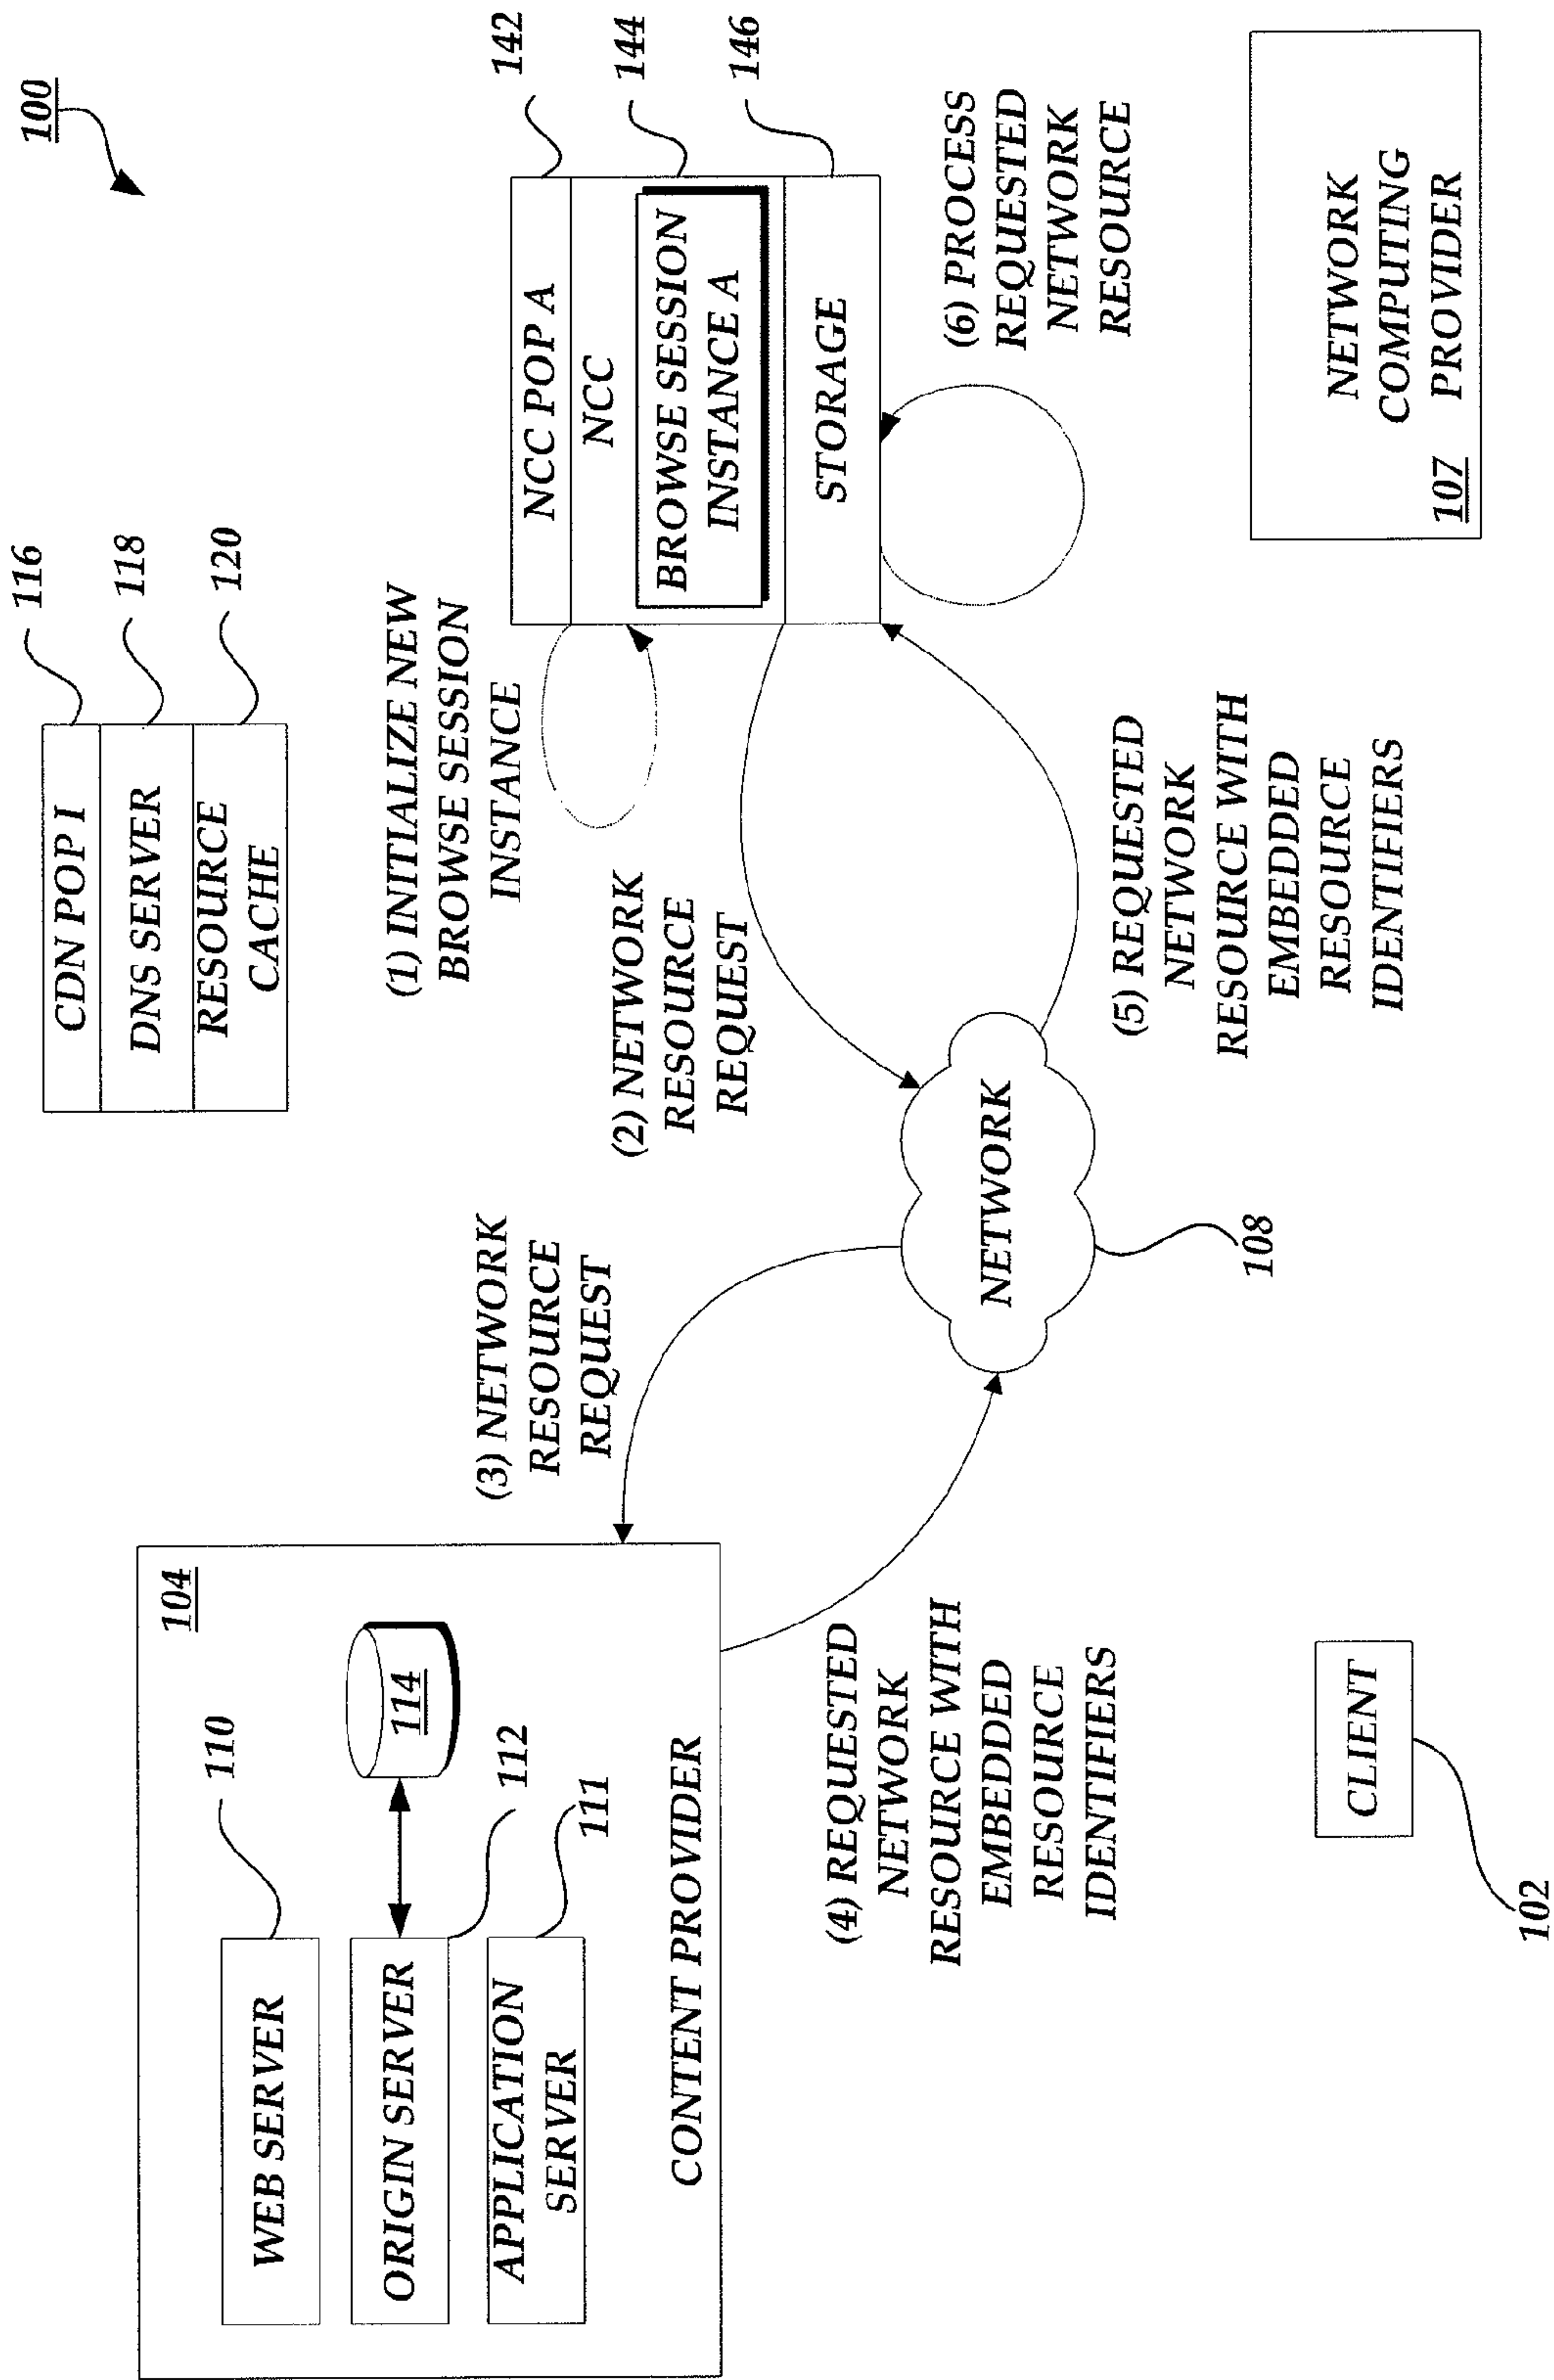 100
104
WEB SERVER
110
ORIGIN SERVER
112
114
APPLICATION
SERVER
111
CONTENT PROVIDER
(3) NETWORK
RESOURCE
REQUEST
(4) REQUESTED
NETWORK
RESOURCE WITH
EMBEDDED
RESOURCE
IDENTIFIERS
CLIENT
102
NETWORK
108
CDN POP I
116
DNS SERVER
118
RESOURCE
CACHE
120
(1) INITIALIZE NEW
BROWSE SESSION
INSTANCE
(2) NETWORK
RESOURCE
REQUEST
NCC POP A
142
NCC
144
BROWSE SESSION
INSTANCE A
STORAGE
146
(5) REQUESTED
NETWORK
RESOURCE WITH
EMBEDDED
RESOURCE
IDENTIFIERS
(6) PROCESS
REQUESTED
NETWORK
RESOURCE
NETWORK
COMPUTING
PROVIDER
107